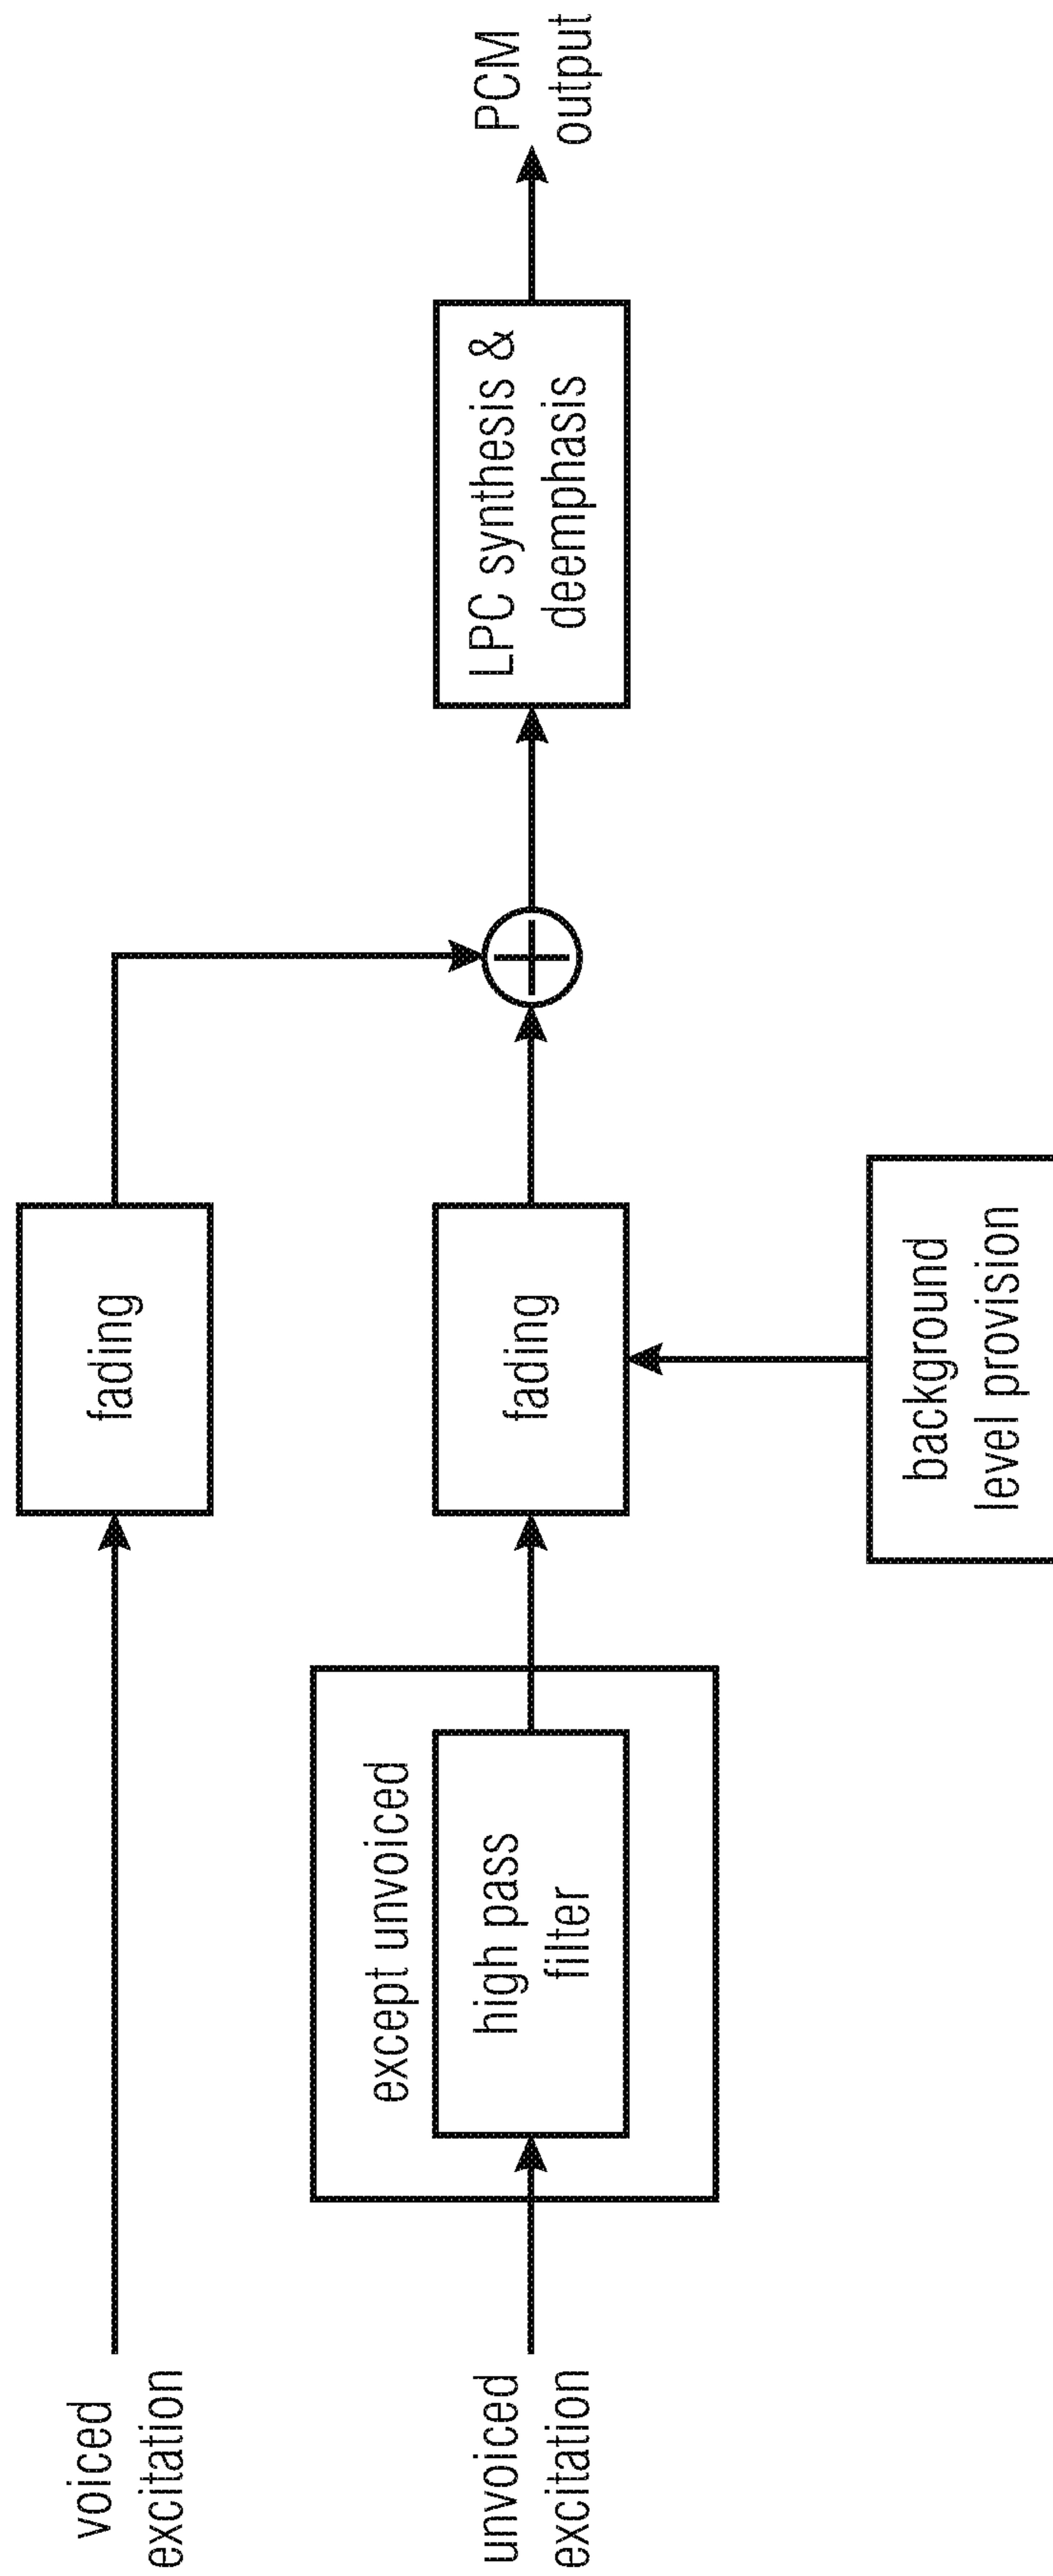 voiced
excitation
fading
unvoiced
excitation
except unvoiced
high pass
filter
fading
LPC synthesis &
deemphasis
PCM
output
background
level provision